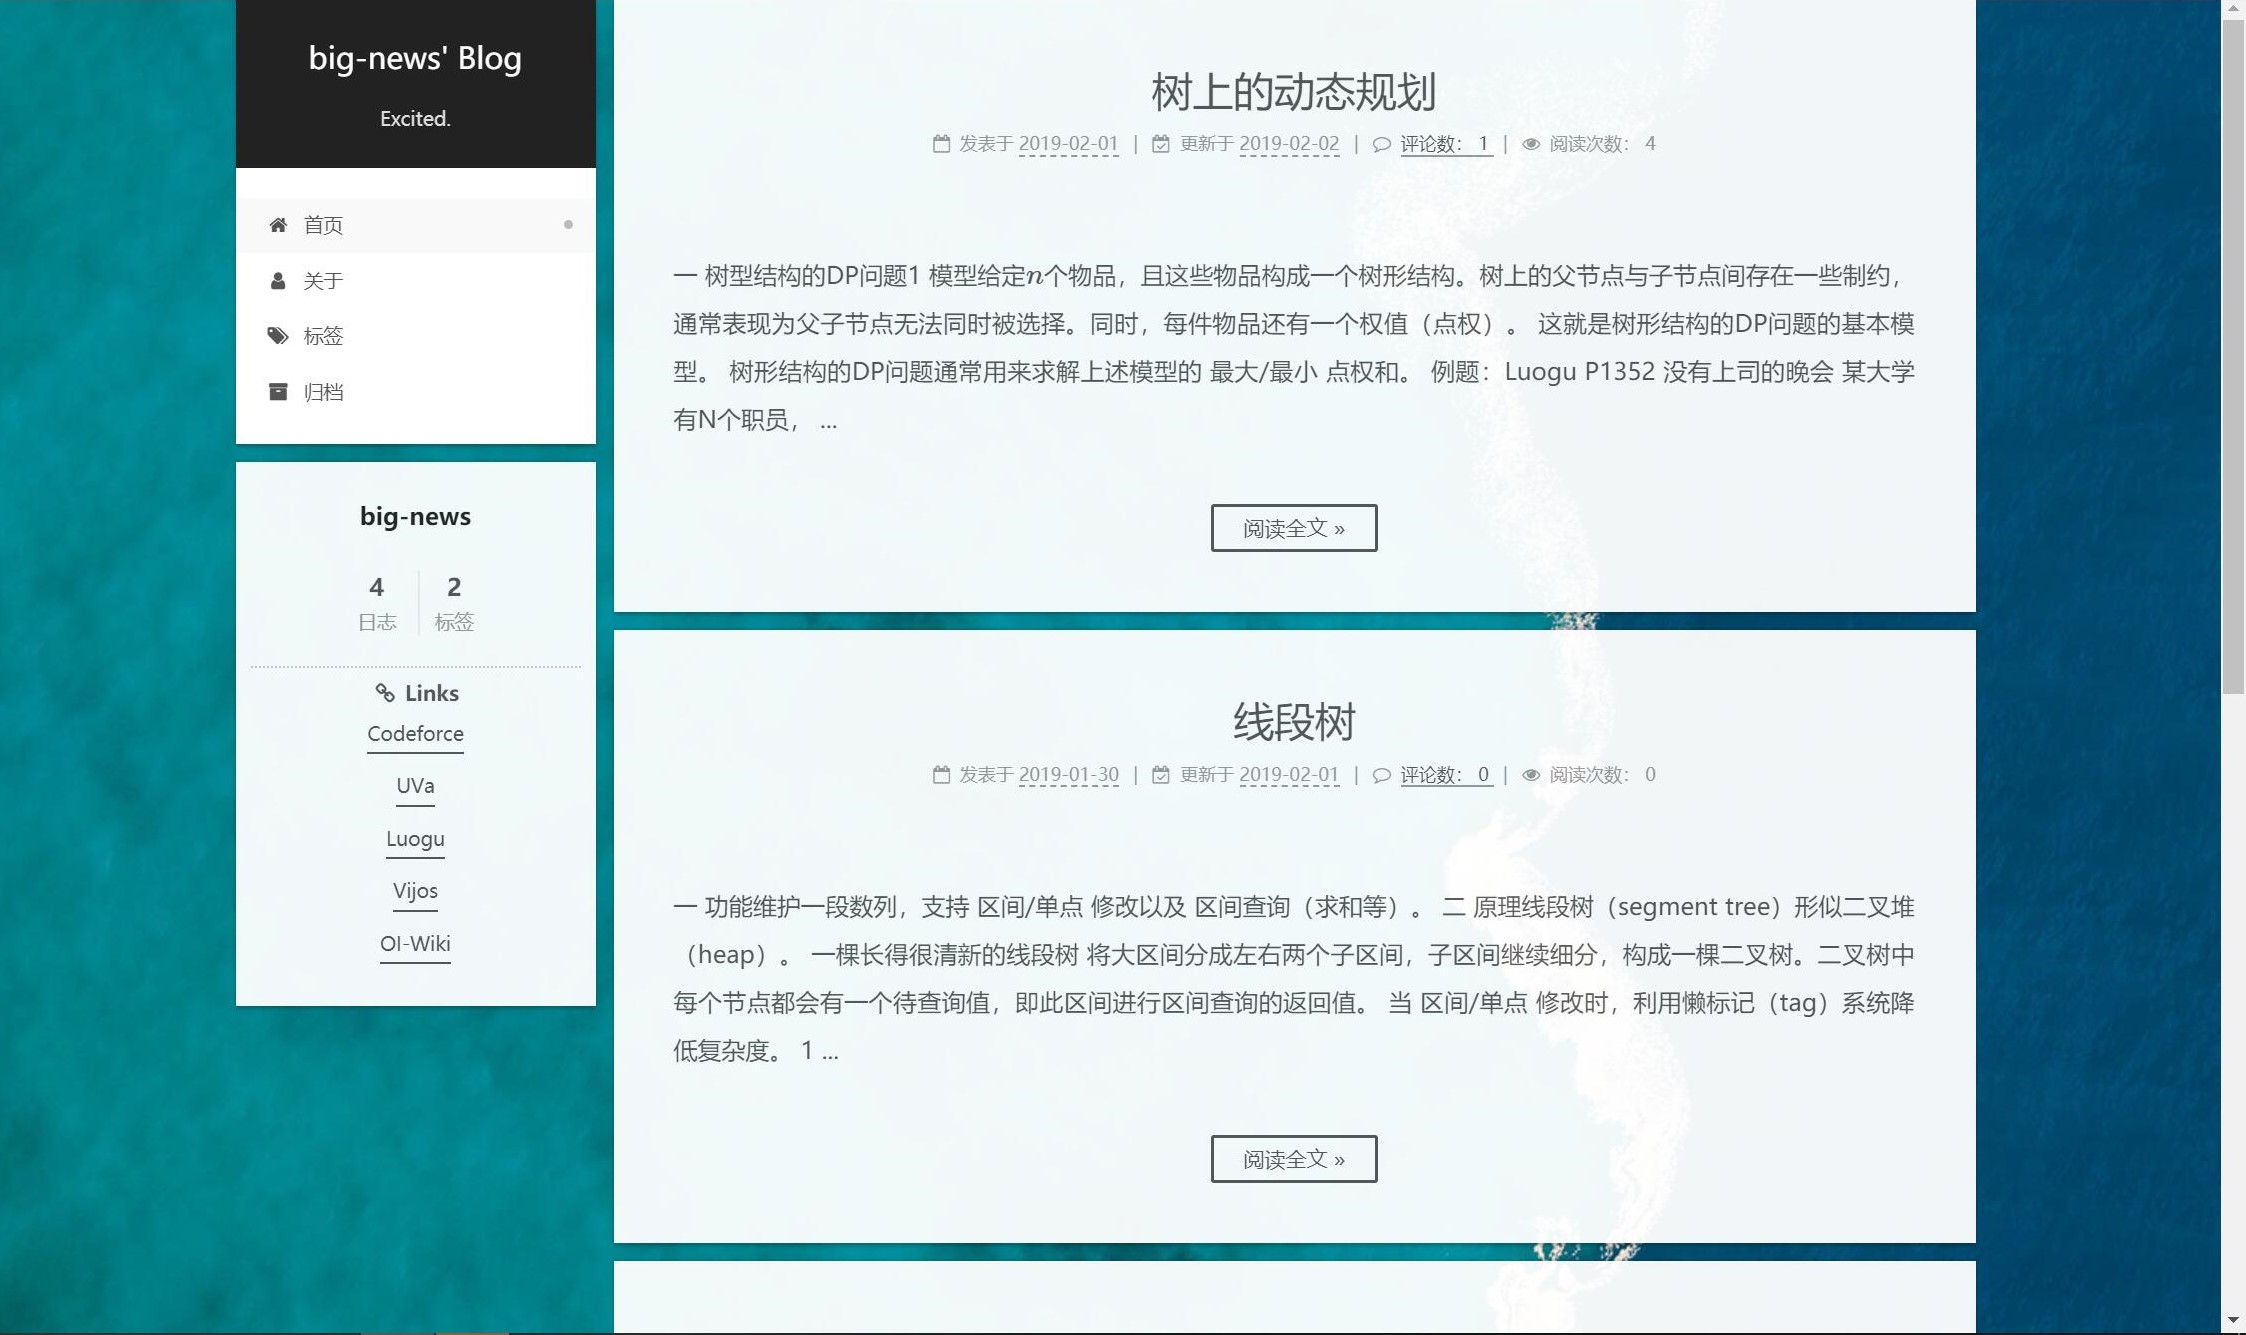 big-news' Blog
Excited.
首页
关于
标签
归档
big-news
4
日志
2
标签
Links
Codeforce
UVa
Luogu
Vijos
OI-Wiki
树上的动态规划
发表于 2019-02-01 | 更新于 2019-02-02 | 评论数： 1 | 阅读次数： 4
一 树型结构的DP问题1 模型给定n个物品，且这些物品构成一个树形结构。树上的父节点与子节点间存在一些制约，
通常表现为父子节点无法同时被选择。同时，每件物品还有一个权值（点权）。 这就是树形结构的DP问题的基本模
型。 树形结构的DP问题通常用来求解上述模型的 最大/最小 点权和。 例题：Luogu P1352 没有上司的晚会 某大学
有N个职员， ...
阅读全文 »
线段树
发表于 2019-01-30 | 更新于 2019-02-01 | 评论数： 0 | 阅读次数： 0
一 功能维护一段数列，支持 区间/单点 修改以及 区间查询（求和等）。 二 原理线段树（segment tree）形似二叉堆
（heap）。 一棵长得很清新的线段树 将大区间分成左右两个子区间，子区间继续细分，构成一棵二叉树。二叉树中
每个节点都会有一个待查询值，即此区间进行区间查询的返回值。 当 区间/单点 修改时，利用懒标记（tag）系统降
低复杂度。 1 ...
阅读全文 »